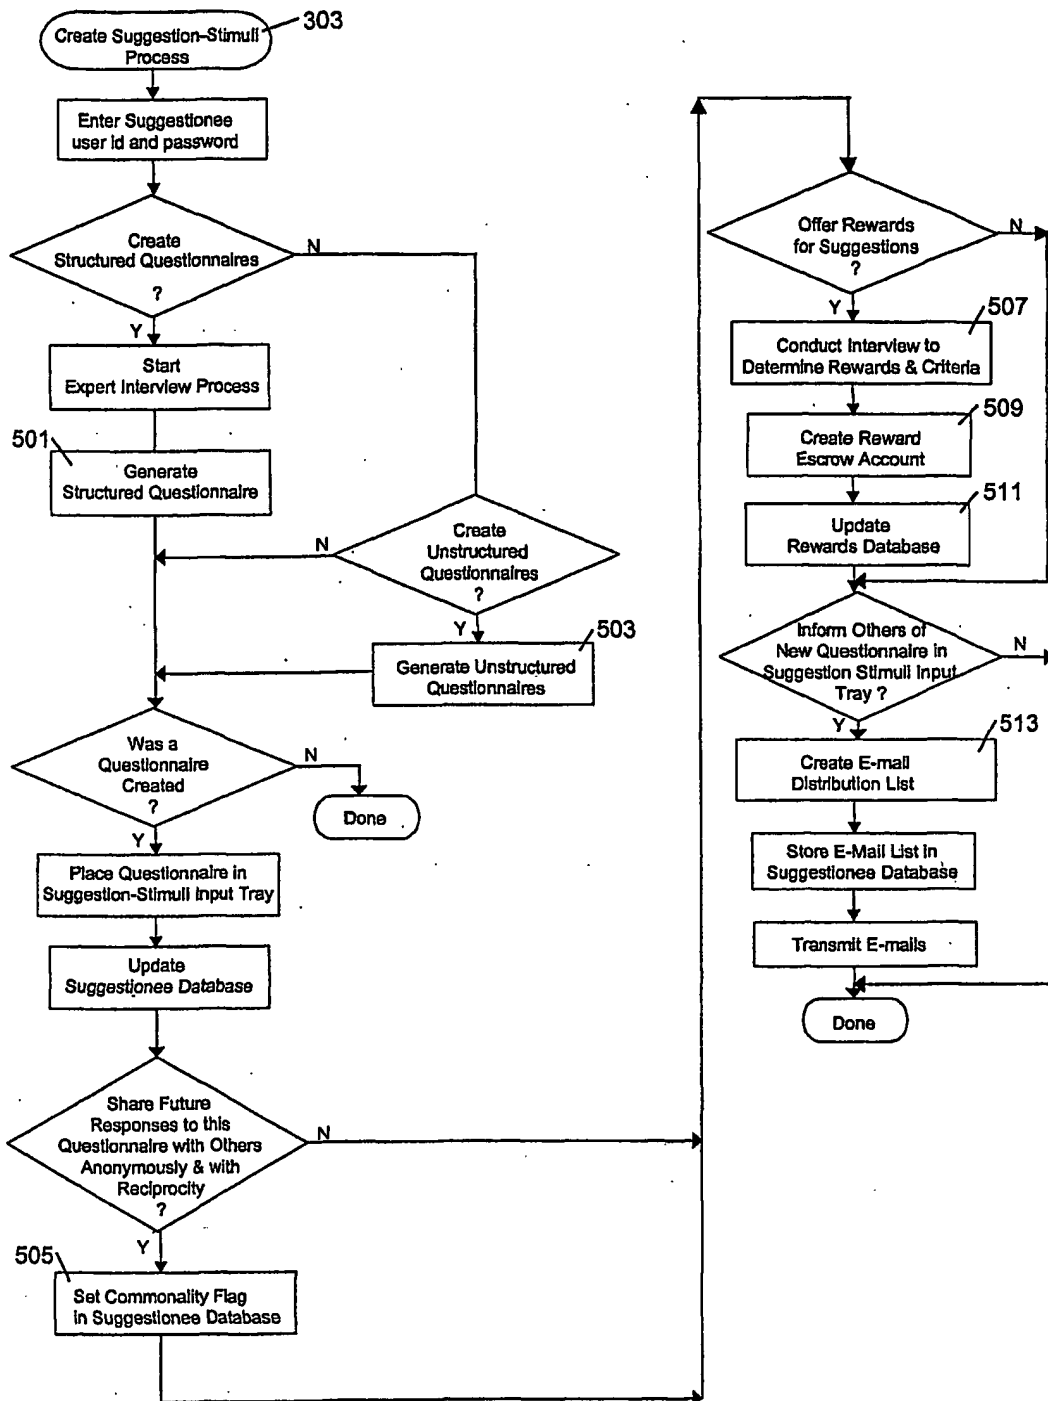 303
Create Suggestion-Stimuli
Process
Enter Suggestionee
user id and password
Create
Structured Questionnaires
?
N
Y
Start
Expert Interview Process
501
Generate
Structured Questionnaire
Create
Unstructured
Questionnaires
?
N
Y
503
Generate Unstructured
Questionnaires
Was a
Questionnaire
Created
?
N
Done
Y
Place Questionnaire in
Suggestion-Stimuli Input Tray
Update
Suggestionee Database
Share Future
Responses to this
Questionnaire with Others
Anonymously & with
Reciprocity
?
N
Y
505
Set Commonality Flag
in Suggestionee Database
Offer Rewards
for Suggestions
?
N
Y
507
Conduct Interview to
Determine Rewards & Criteria
509
Create Reward
Escrow Account
511
Update
Rewards Database
Inform Others of
New Questionnaire in
Suggestion Stimuli Input
Tray ?
N
Y
513
Create E-mail
Distribution List
Store E-Mail List in
Suggestionee Database
Transmit E-mails
Done